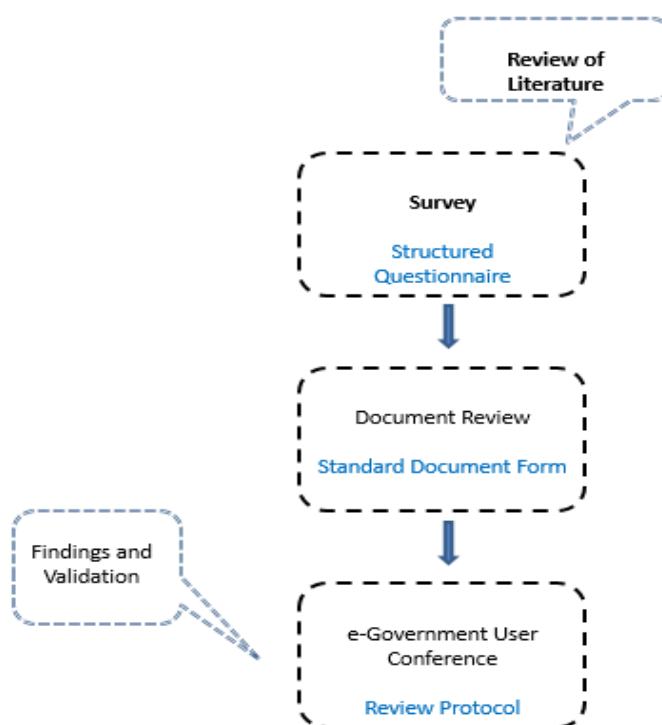 Review of
Literature
Survey
Structured
Questionnaire
Document Review
Standard Document Form
Findings and
Validation
e-Government User
Conference
Review Protocol